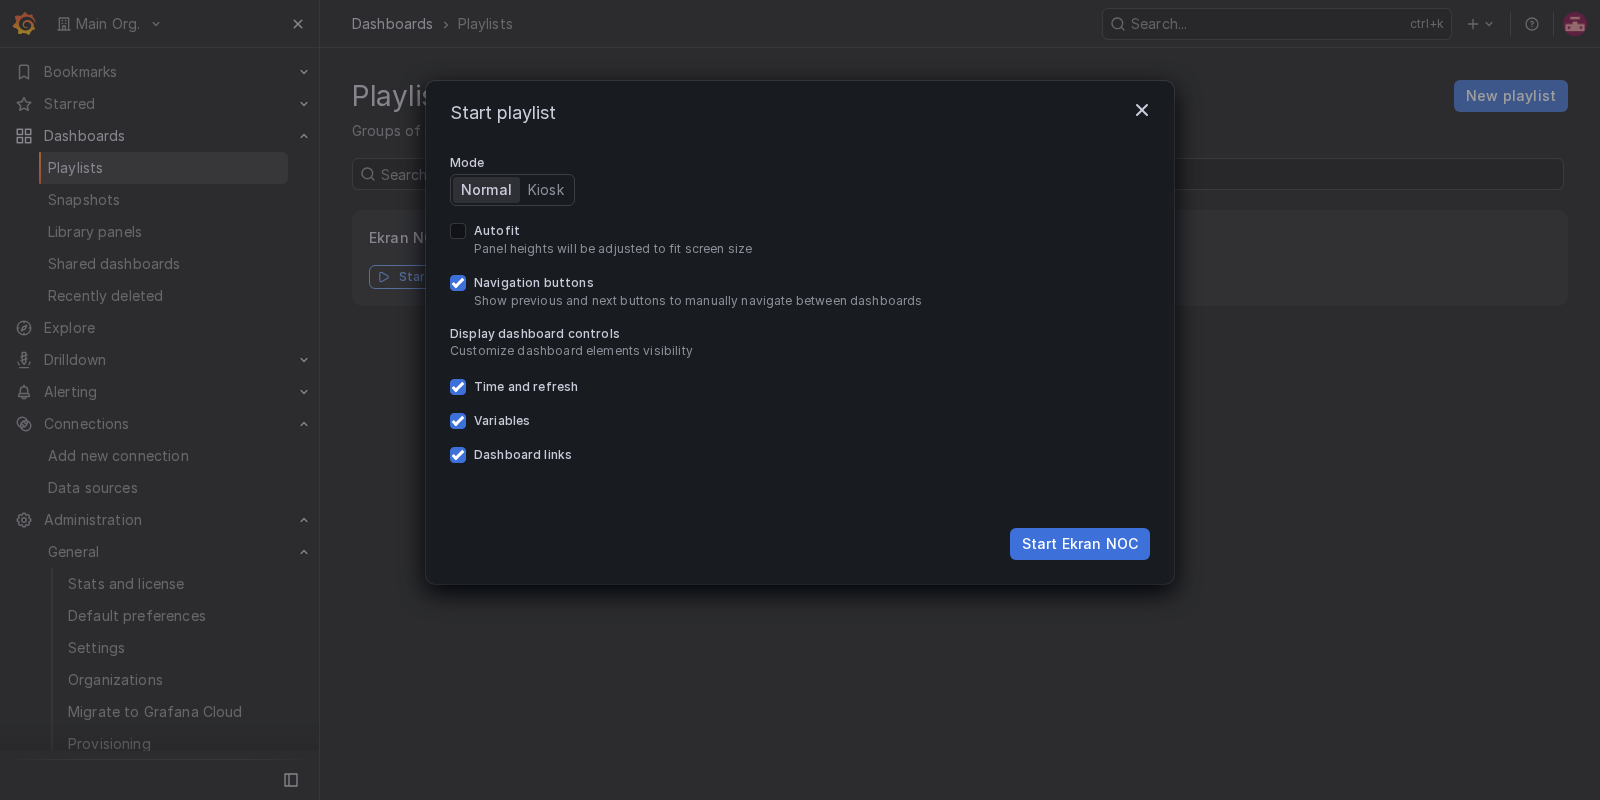 Main Org.
Dashboards
Playlists
Search...
ctrl+k
Bookmarks
Starred
Dashboards
Playlists
Snapshots
Library panels
Shared dashboards
Recently deleted
Explore
Drilldown
Alerting
Connections
Add new connection
Data sources
Administration
General
Stats and license
Default preferences
Settings
Organizations
Migrate to Grafana Cloud
Provisioning
New playlist
Groups of
Search
Start playlist
Mode
Normal
Kiosk
Autofit
Panel heights will be adjusted to fit screen size
Navigation buttons
Show previous and next buttons to manually navigate between dashboards
Display dashboard controls
Customize dashboard elements visibility
Time and refresh
Variables
Dashboard links
Start Ekran NOC
Ekran